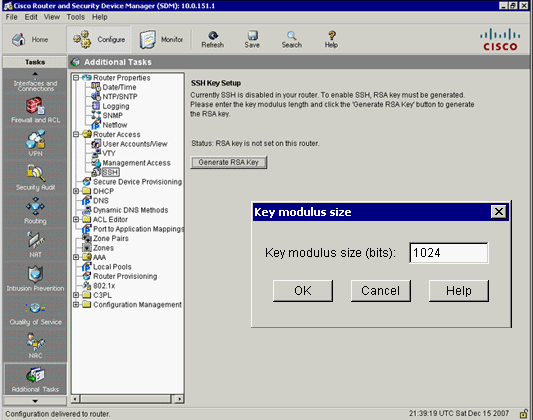 Cisco Router and Security Device Manager (SDM): 10.0.151.1
File Edit View Tools Help
Home Configure Monitor Refresh Save Search Help
CISCO
Tasks
Additional Tasks
Interfaces and Connections
Firewall and ACL
VPN
Security Audit
Routing
NAT
Intrusion Prevention
Quality of Service
NAC
Additional Tasks
Router Properties
Date/Time
NTP/SNTP
Logging
SNMP
Netflow
Router Access
User Accounts/View
VTY
Management Access
SSH
Secure Device Provisioning
DHCP
DNS
Dynamic DNS Methods
ACL Editor
Port to Application Mappings
Zone Pairs
Zones
AAA
Local Pools
Router Provisioning
802.1x
C3PL
Configuration Management
SSH Key Setup
Currently SSH is disabled in your router. To enable SSH, RSA key must be generated.
Please enter the key modulus length and click the 'Generate RSA Key' button to generate
the RSA key.
Status: RSA key is not set on this router.
Generate RSA Key
Key modulus size
Key modulus size (bits): 1024
OK Cancel Help
Configuration delivered to router.
21:39:19 UTC Sat Dec 15 2007